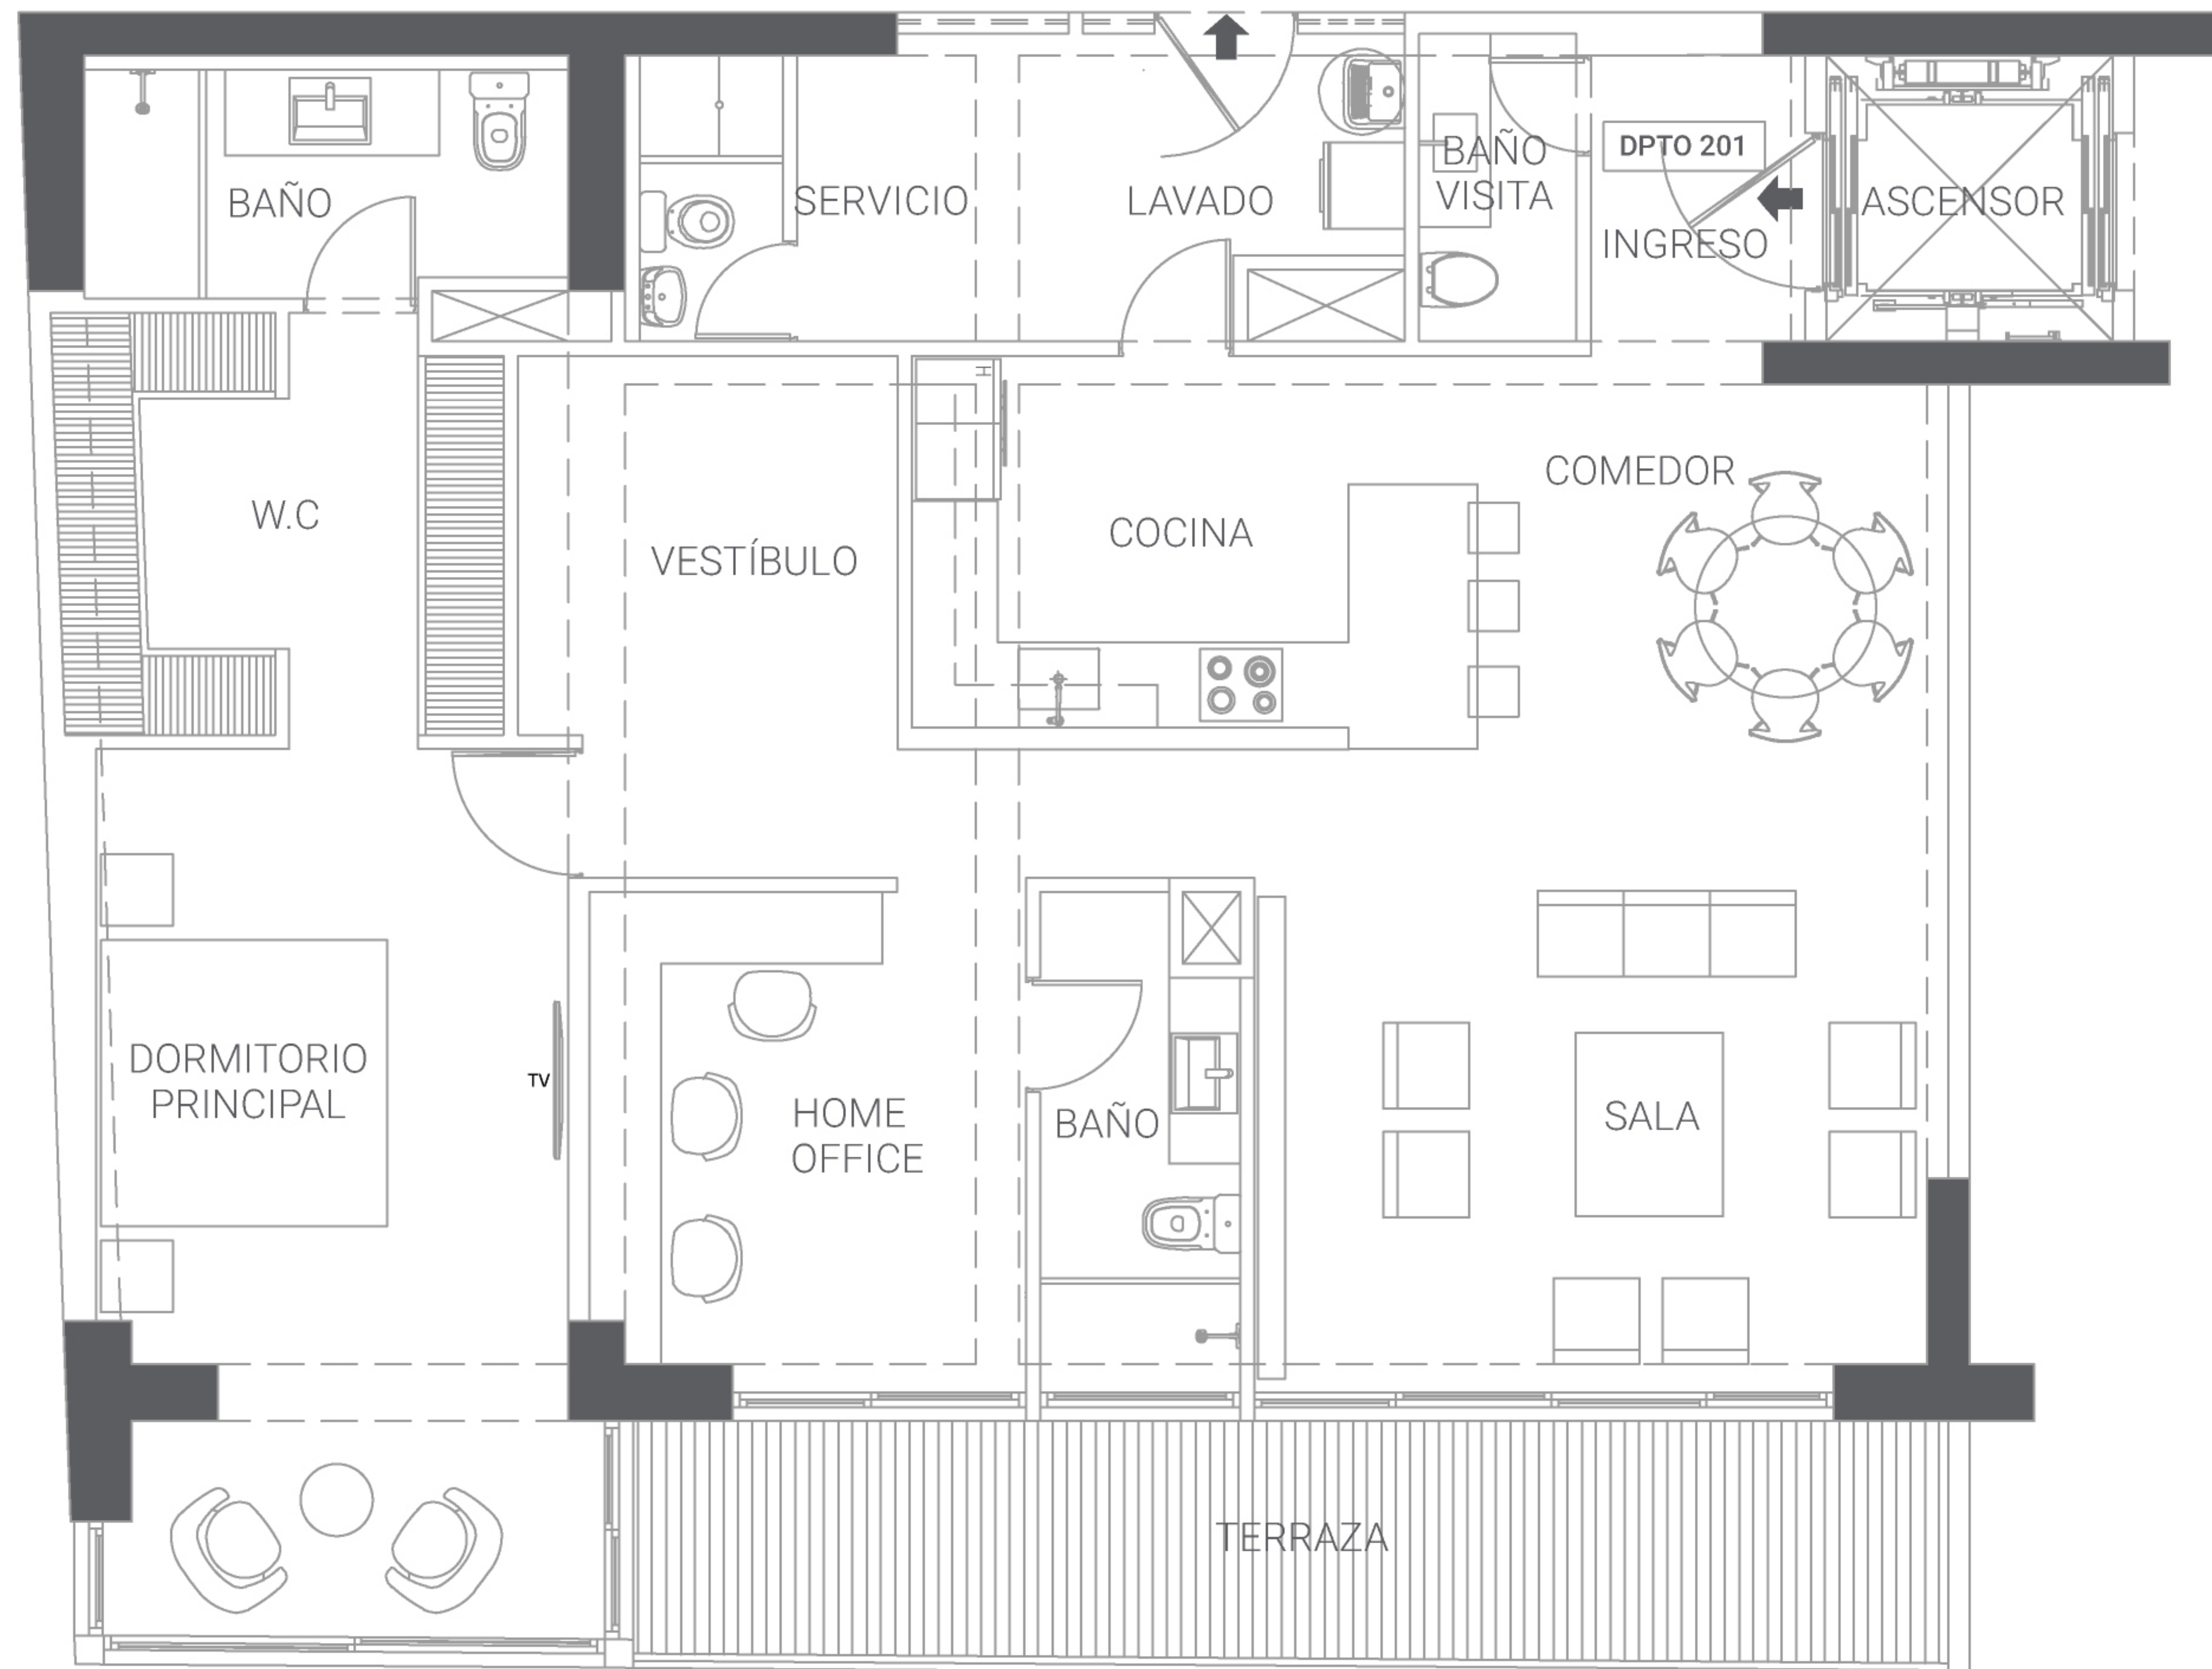 BAÑO
SERVICIO
LAVADO
BAÑO
VISITA
DPTO 201
INGRESO
ASCENSOR
W.C
VESTÍBULO
H
COCINA
COMEDOR
DORMITORIO
PRINCIPAL
TV
HOME
OFFICE
BAÑO
SALA
TERRAZA